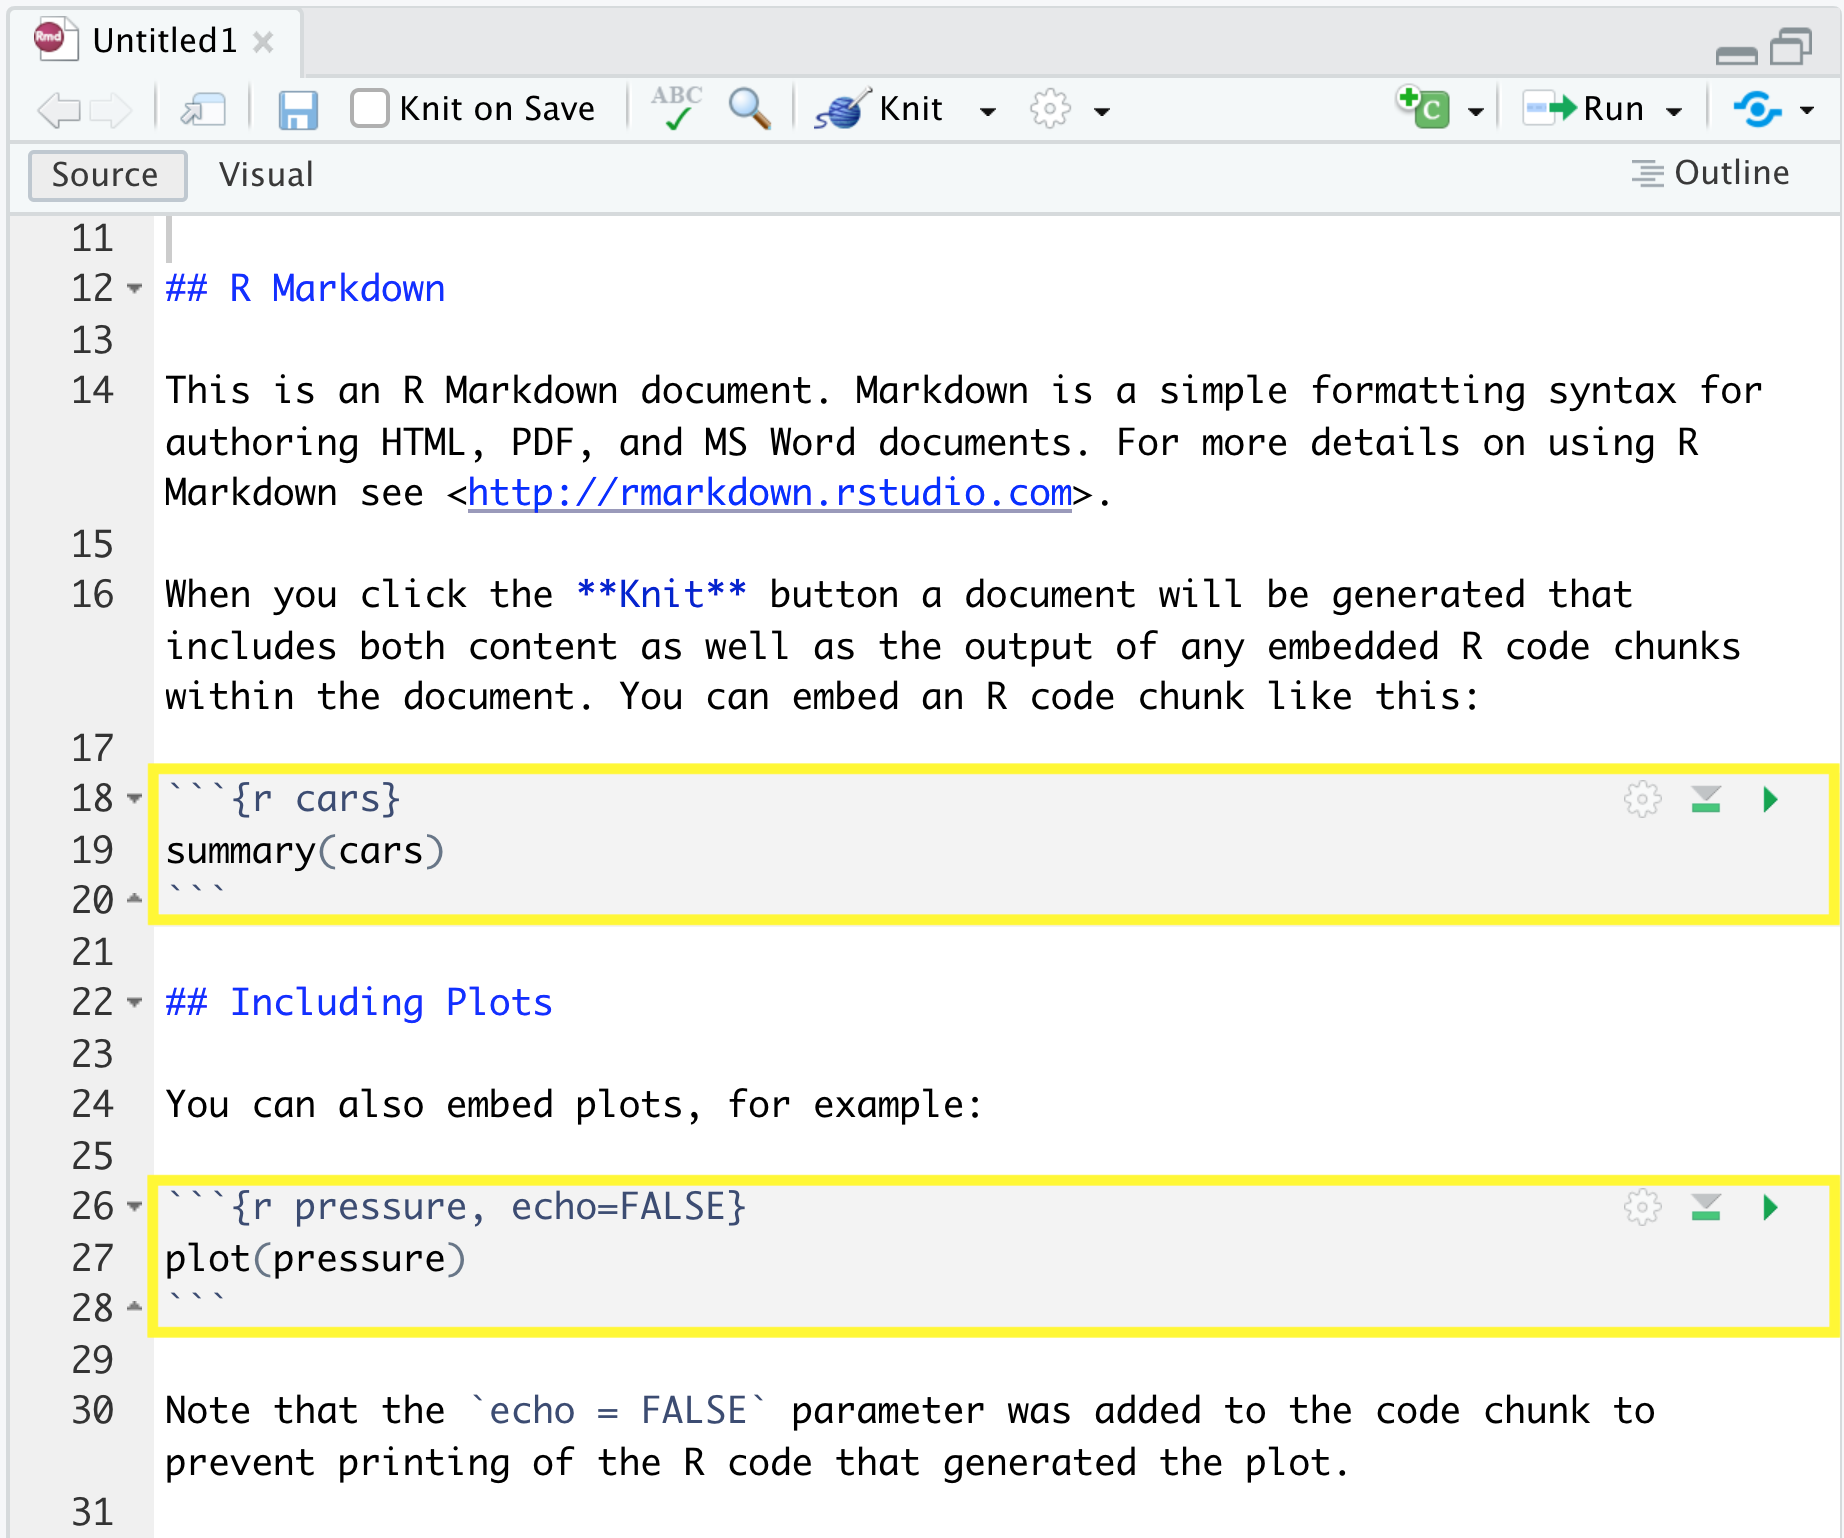 Rmd Untitled1
Knit on Save ABC Knit C Run
Source Visual Outline
11
12 ## R Markdown
13
14 This is an R Markdown document. Markdown is a simple formatting syntax for
authoring HTML, PDF, and MS Word documents. For more details on using R
Markdown see <http://rmarkdown.rstudio.com>.
15
16 When you click the **Knit** button a document will be generated that
includes both content as well as the output of any embedded R code chunks
within the document. You can embed an R code chunk like this:
17
18 ```{r cars}
19 summary(cars)
20 ```
21
22 ## Including Plots
23
24 You can also embed plots, for example:
25
26 ```{r pressure, echo=FALSE}
27 plot(pressure)
28 ```
29
30 Note that the `echo = FALSE` parameter was added to the code chunk to
prevent printing of the R code that generated the plot.
31